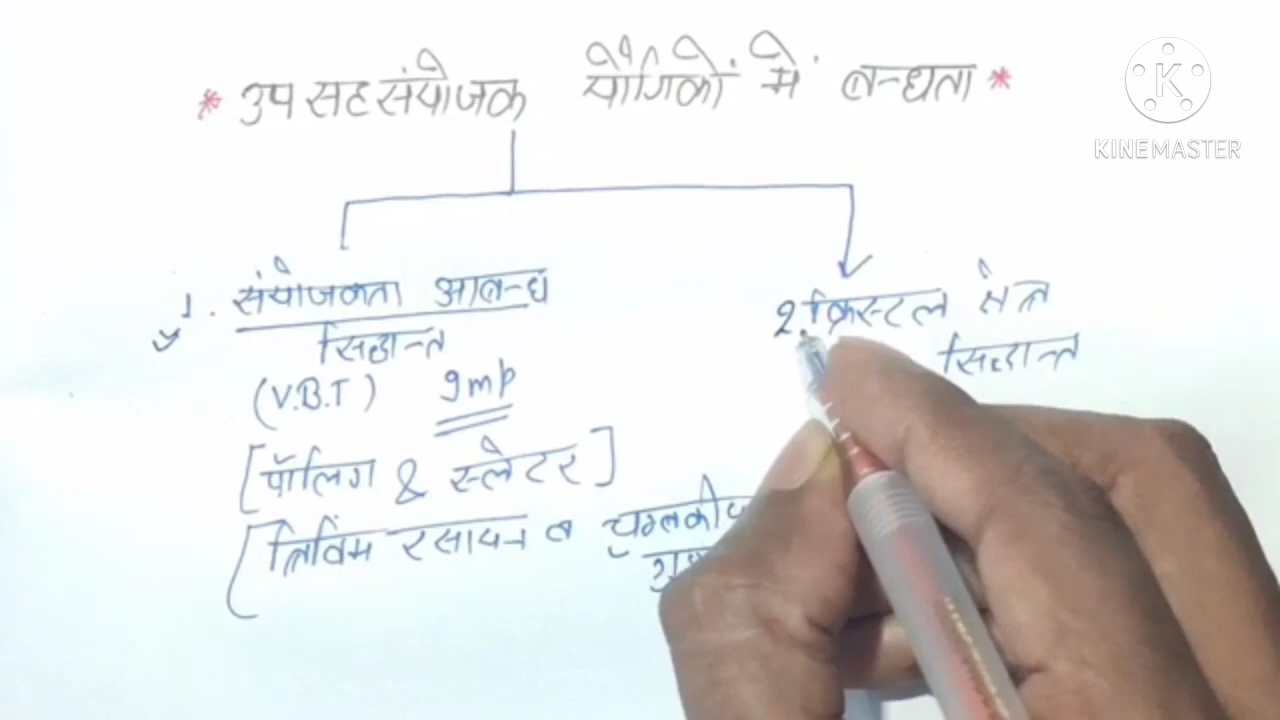 * उपसहसंयोजक यौगिकों में बन्धता *
KINEMASTER
1. संयोजकता आबन्ध
सिद्धान्त
(V.B.T) Imp
[पॉलिंग & स्लेटर]
[त्रिविम रसायन व चुम्बकीय
2. क्रिस्टल क्षेत्र
सिद्धान्त